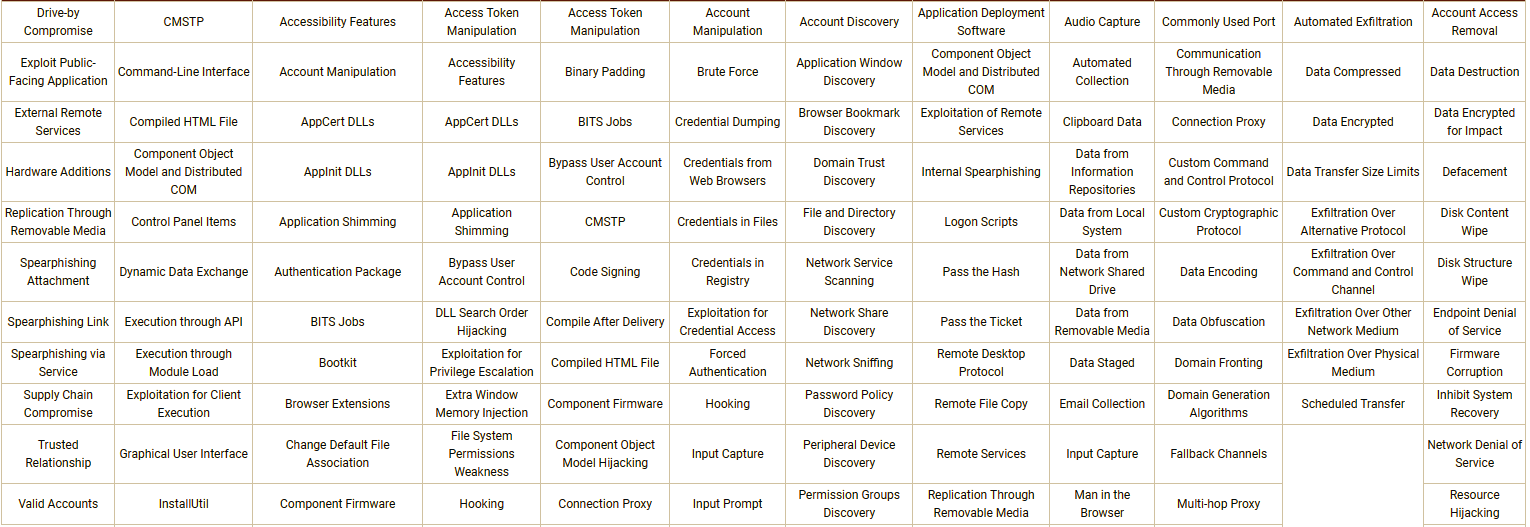 Drive-by Compromise CMSTP Accessibility Features Access Token Manipulation Access Token Manipulation Account Manipulation Account Discovery Application Deployment Software Audio Capture Commonly Used Port Automated Exfiltration Account Access Removal
Exploit Public-Facing Application Command-Line Interface Account Manipulation Accessibility Features Binary Padding Brute Force Application Window Discovery Component Object Model and Distributed COM Automated Collection Communication Through Removable Media Data Compressed Data Destruction
External Remote Services Compiled HTML File AppCert DLLs AppCert DLLs BITS Jobs Credential Dumping Browser Bookmark Discovery Exploitation of Remote Services Clipboard Data Connection Proxy Data Encrypted Data Encrypted for Impact
Hardware Additions Component Object Model and Distributed COM AppInit DLLs AppInit DLLs Bypass User Account Control Credentials from Web Browsers Domain Trust Discovery Internal Spearphishing Data from Information Repositories Custom Command and Control Protocol Data Transfer Size Limits Defacement
Replication Through Removable Media Control Panel Items Application Shimming Application Shimming CMSTP Credentials in Files File and Directory Discovery Logon Scripts Data from Local System Custom Cryptographic Protocol Exfiltration Over Alternative Protocol Disk Content Wipe
Spearphishing Attachment Dynamic Data Exchange Authentication Package Bypass User Account Control Code Signing Credentials in Registry Network Service Scanning Pass the Hash Data from Network Shared Drive Data Encoding Exfiltration Over Command and Control Channel Disk Structure Wipe
Spearphishing Link Execution through API BITS Jobs DLL Search Order Hijacking Compile After Delivery Exploitation for Credential Access Network Share Discovery Pass the Ticket Data from Removable Media Data Obfuscation Exfiltration Over Other Network Medium Endpoint Denial of Service
Spearphishing via Service Execution through Module Load Bootkit Exploitation for Privilege Escalation Compiled HTML File Forced Authentication Network Sniffing Remote Desktop Protocol Data Staged Domain Fronting Exfiltration Over Physical Medium Firmware Corruption
Supply Chain Compromise Exploitation for Client Execution Browser Extensions Extra Window Memory Injection Component Firmware Hooking Password Policy Discovery Remote File Copy Email Collection Domain Generation Algorithms Scheduled Transfer Inhibit System Recovery
Trusted Relationship Graphical User Interface Change Default File Association File System Permissions Weakness Component Object Model Hijacking Input Capture Peripheral Device Discovery Remote Services Input Capture Fallback Channels Network Denial of Service
Valid Accounts InstallUtil Component Firmware Hooking Connection Proxy Input Prompt Permission Groups Discovery Replication Through Removable Media Man in the Browser Multi-hop Proxy Resource Hijacking